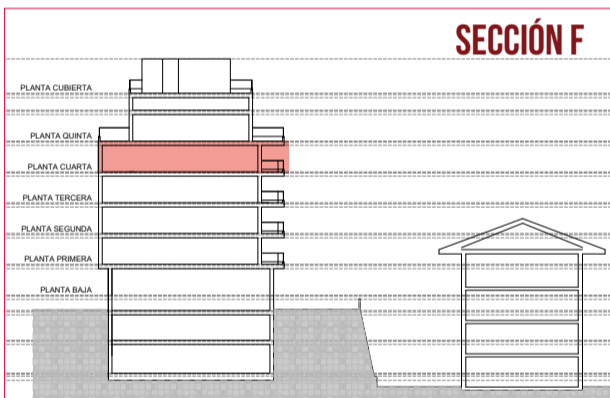 SECCIÓN F
PLANTA CUBIERTA
PLANTA QUINTA
PLANTA CUARTA
PLANTA TERCERA
PLANTA SEGUNDA
PLANTA PRIMERA
PLANTA BAJA